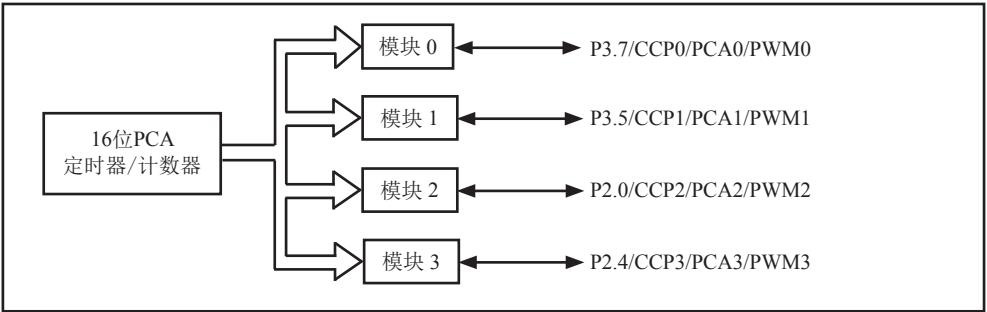 16位PCA
定时器/计数器
模块 0
P3.7/CCP0/PCA0/PWM0
模块 1
P3.5/CCP1/PCA1/PWM1
模块 2
P2.0/CCP2/PCA2/PWM2
模块 3
P2.4/CCP3/PCA3/PWM3